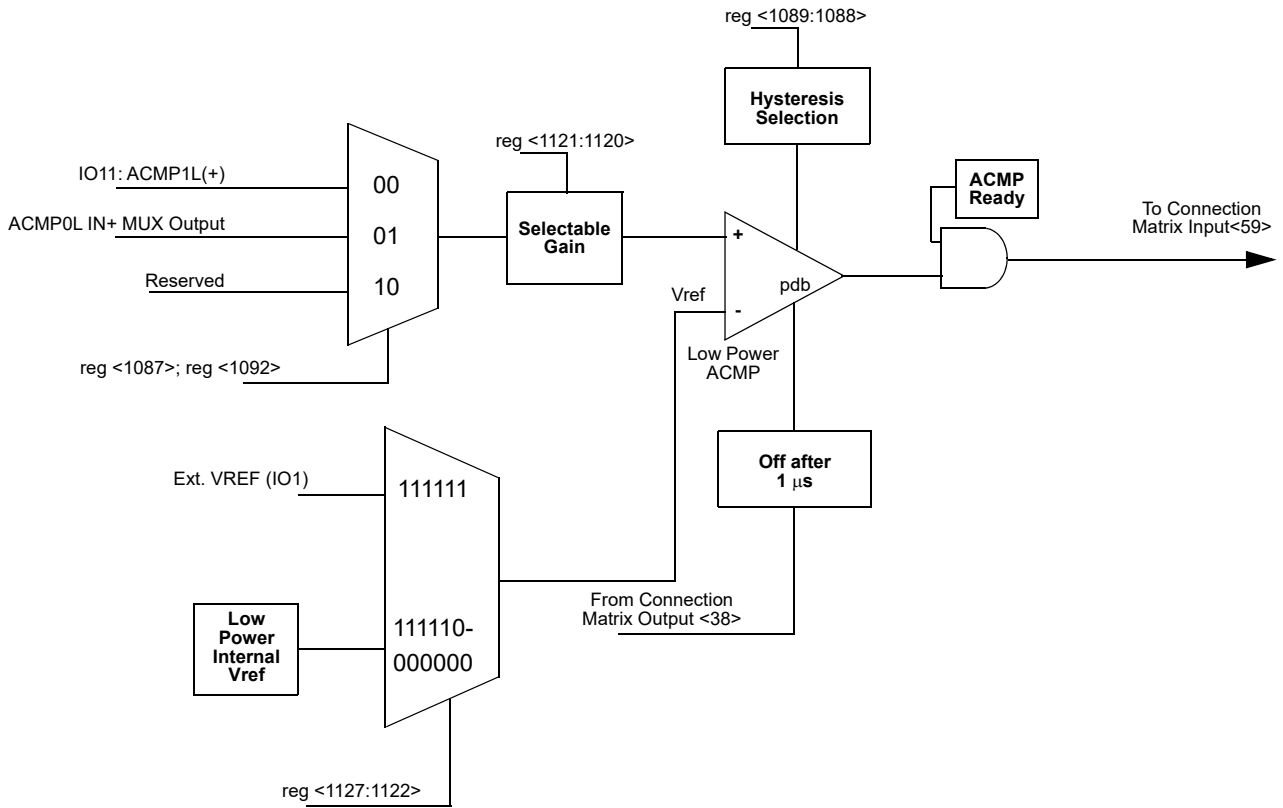 reg <1089:1088>
Hysteresis
Selection
reg <1121:1120>
IO11: ACMP1L(+)
00
ACMP0L IN+ MUX Output
01
Reserved
10
reg <1087>; reg <1092>
Selectable
Gain
+
-
pdb
Vref
Low Power
ACMP
ACMP
Ready
To Connection
Matrix Input<59>
Off after
1 μs
From Connection
Matrix Output <38>
Ext. VREF (IO1)
111111
Low
Power
Internal
Vref
111110-
000000
reg <1127:1122>